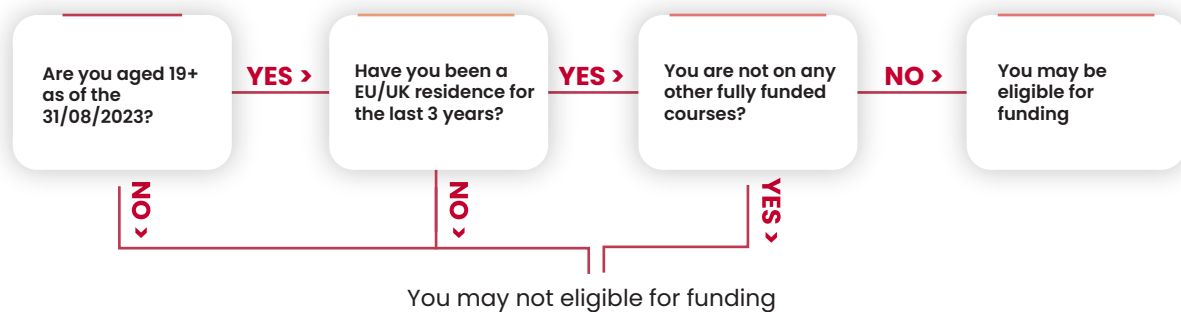 Are you aged 19+
as of the
31/08/2023?
YES >
Have you been a
EU/UK residence for
the last 3 years?
YES >
You are not on any
other fully funded
courses?
NO >
You may be
eligible for
funding
NO >
NO >
YES >
You may not eligible for funding